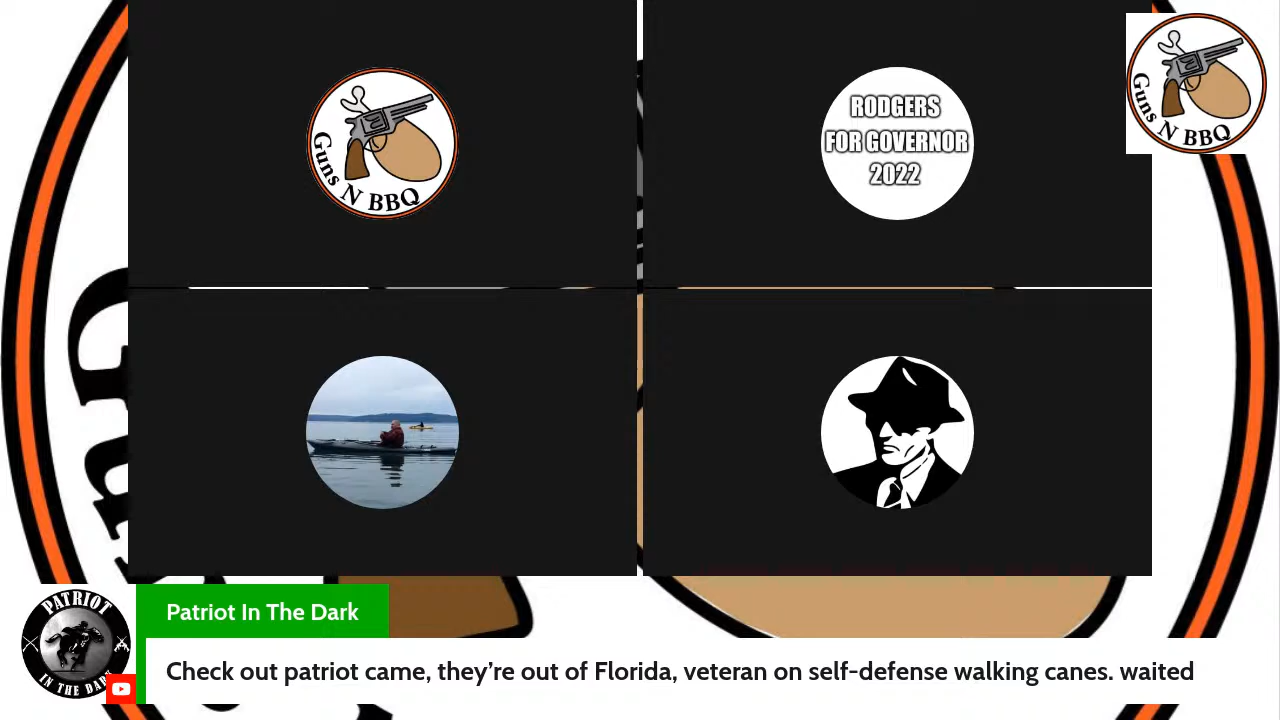 Guns N BBQ
RODGERS
FOR GOVERNOR
2022
Guns N BBQ
PATRIOT
IN THE DARK
Patriot In The Dark
Check out patriot came, they’re out of Florida, veteran on self-defense walking canes. waited